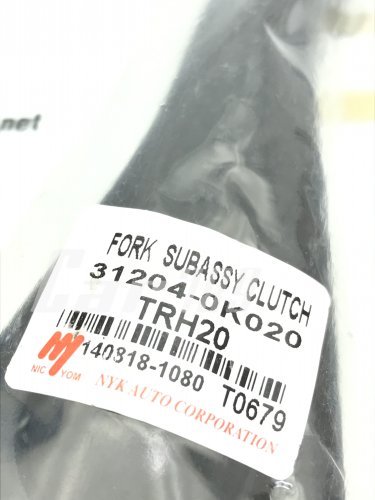 .net
FORK SUBASSY CLUTCH
31204-0K020
TRH20
140818-1080 T0679
NIC YOM
NYK AUTO CORPORATION